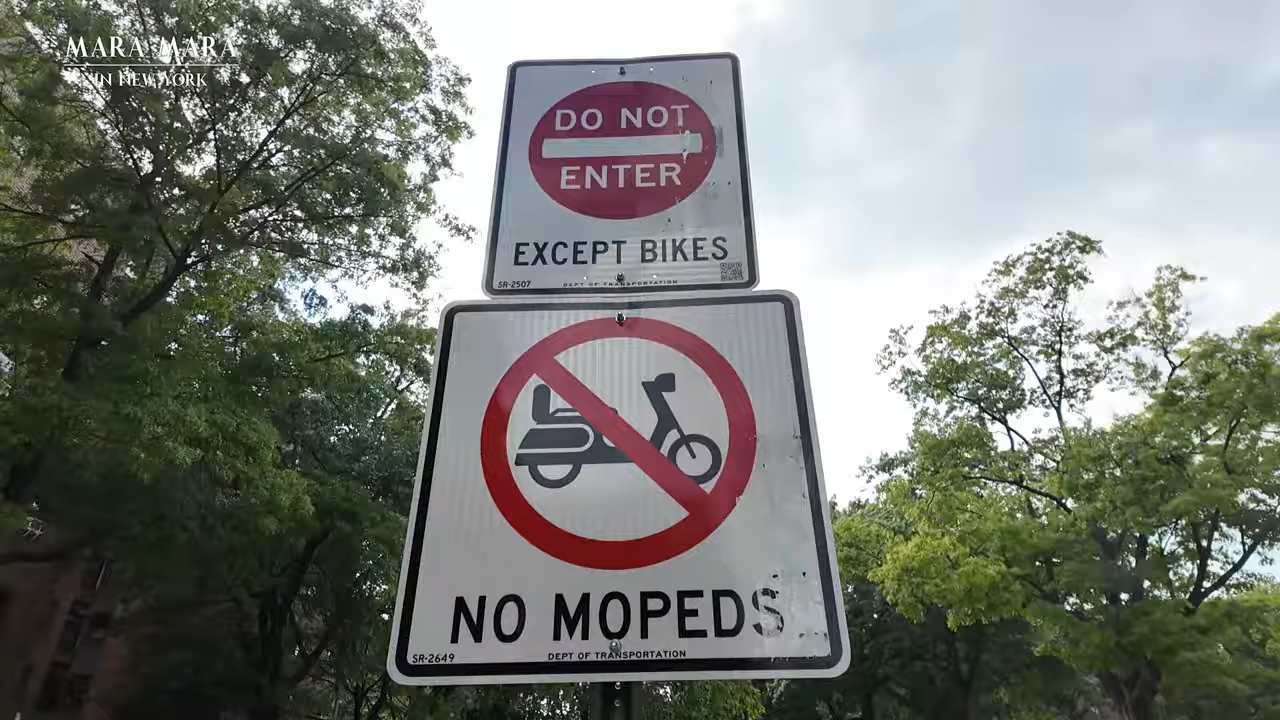 MARA MARA
IN NEW YORK
DO NOT
ENTER
EXCEPT BIKES
SR-2507
DEPT OF TRANSPORTATION
NO MOPEDS
SR-2649
DEPT OF TRANSPORTATION